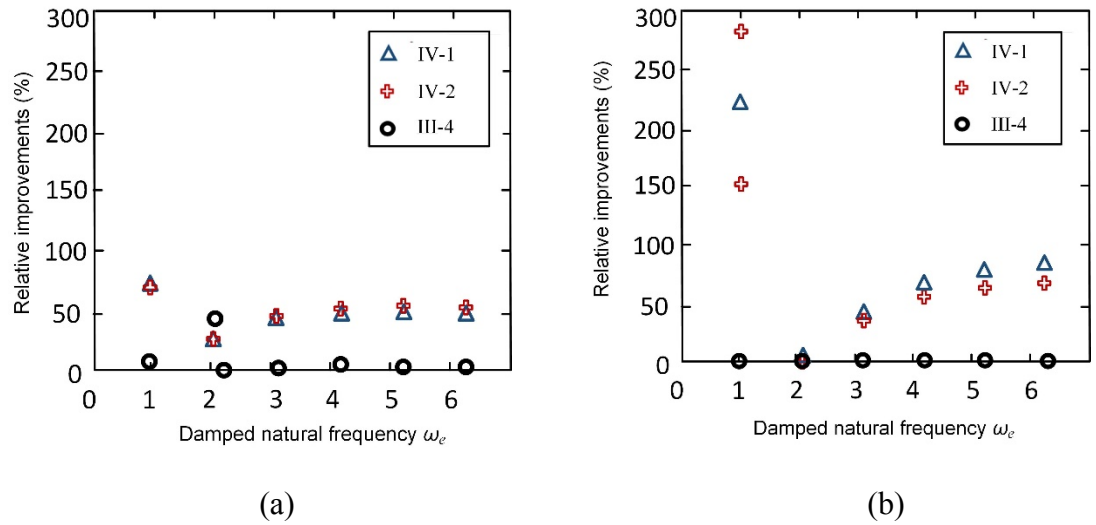 300
250
200
150
100
50
0
0 1 2 3 4 5 6
Relative improvements (%)
Damped natural frequency ωe
IV-1
IV-2
III-4
(a)
300
250
200
150
100
50
0
0 1 2 3 4 5 6
Relative improvements (%)
Damped natural frequency ωe
IV-1
IV-2
III-4
(b)